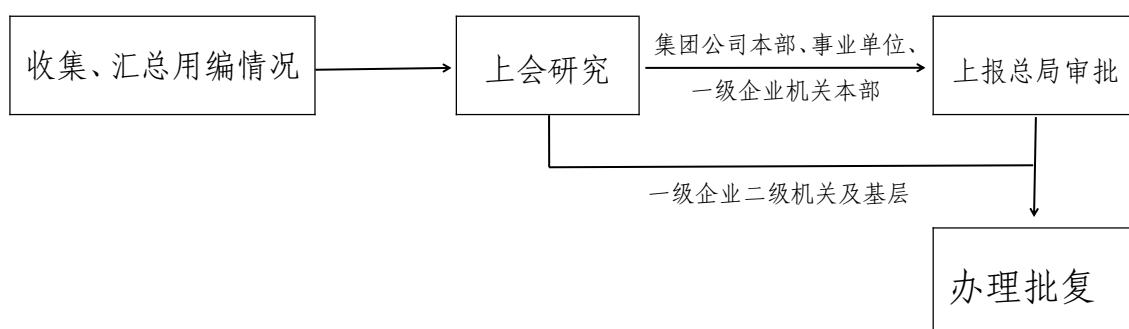 收集、汇总用编情况
上会研究
集团公司本部、事业单位、
一级企业机关本部
上报总局审批
一级企业二级机关及基层
办理批复